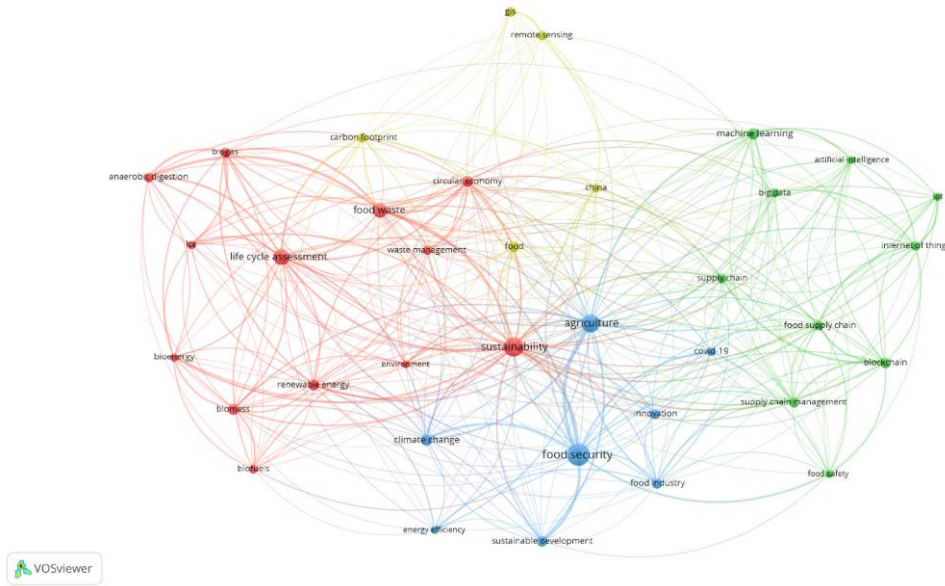 gis
remote sensing
carbon footprint
machine learning
biogas
artificial intelligence
anaerobic digestion
circular economy
china
big data
iot
food waste
lca
waste management
food
internet of thing
life cycle assessment
supply chain
agriculture
food supply chain
sustainability
covid-19
bioenergy
environment
blockchain
renewable energy
biomass
supply chain management
innovation
climate change
food security
biofuels
food industry
food safety
energy efficiency
sustainable development
VOSviewer